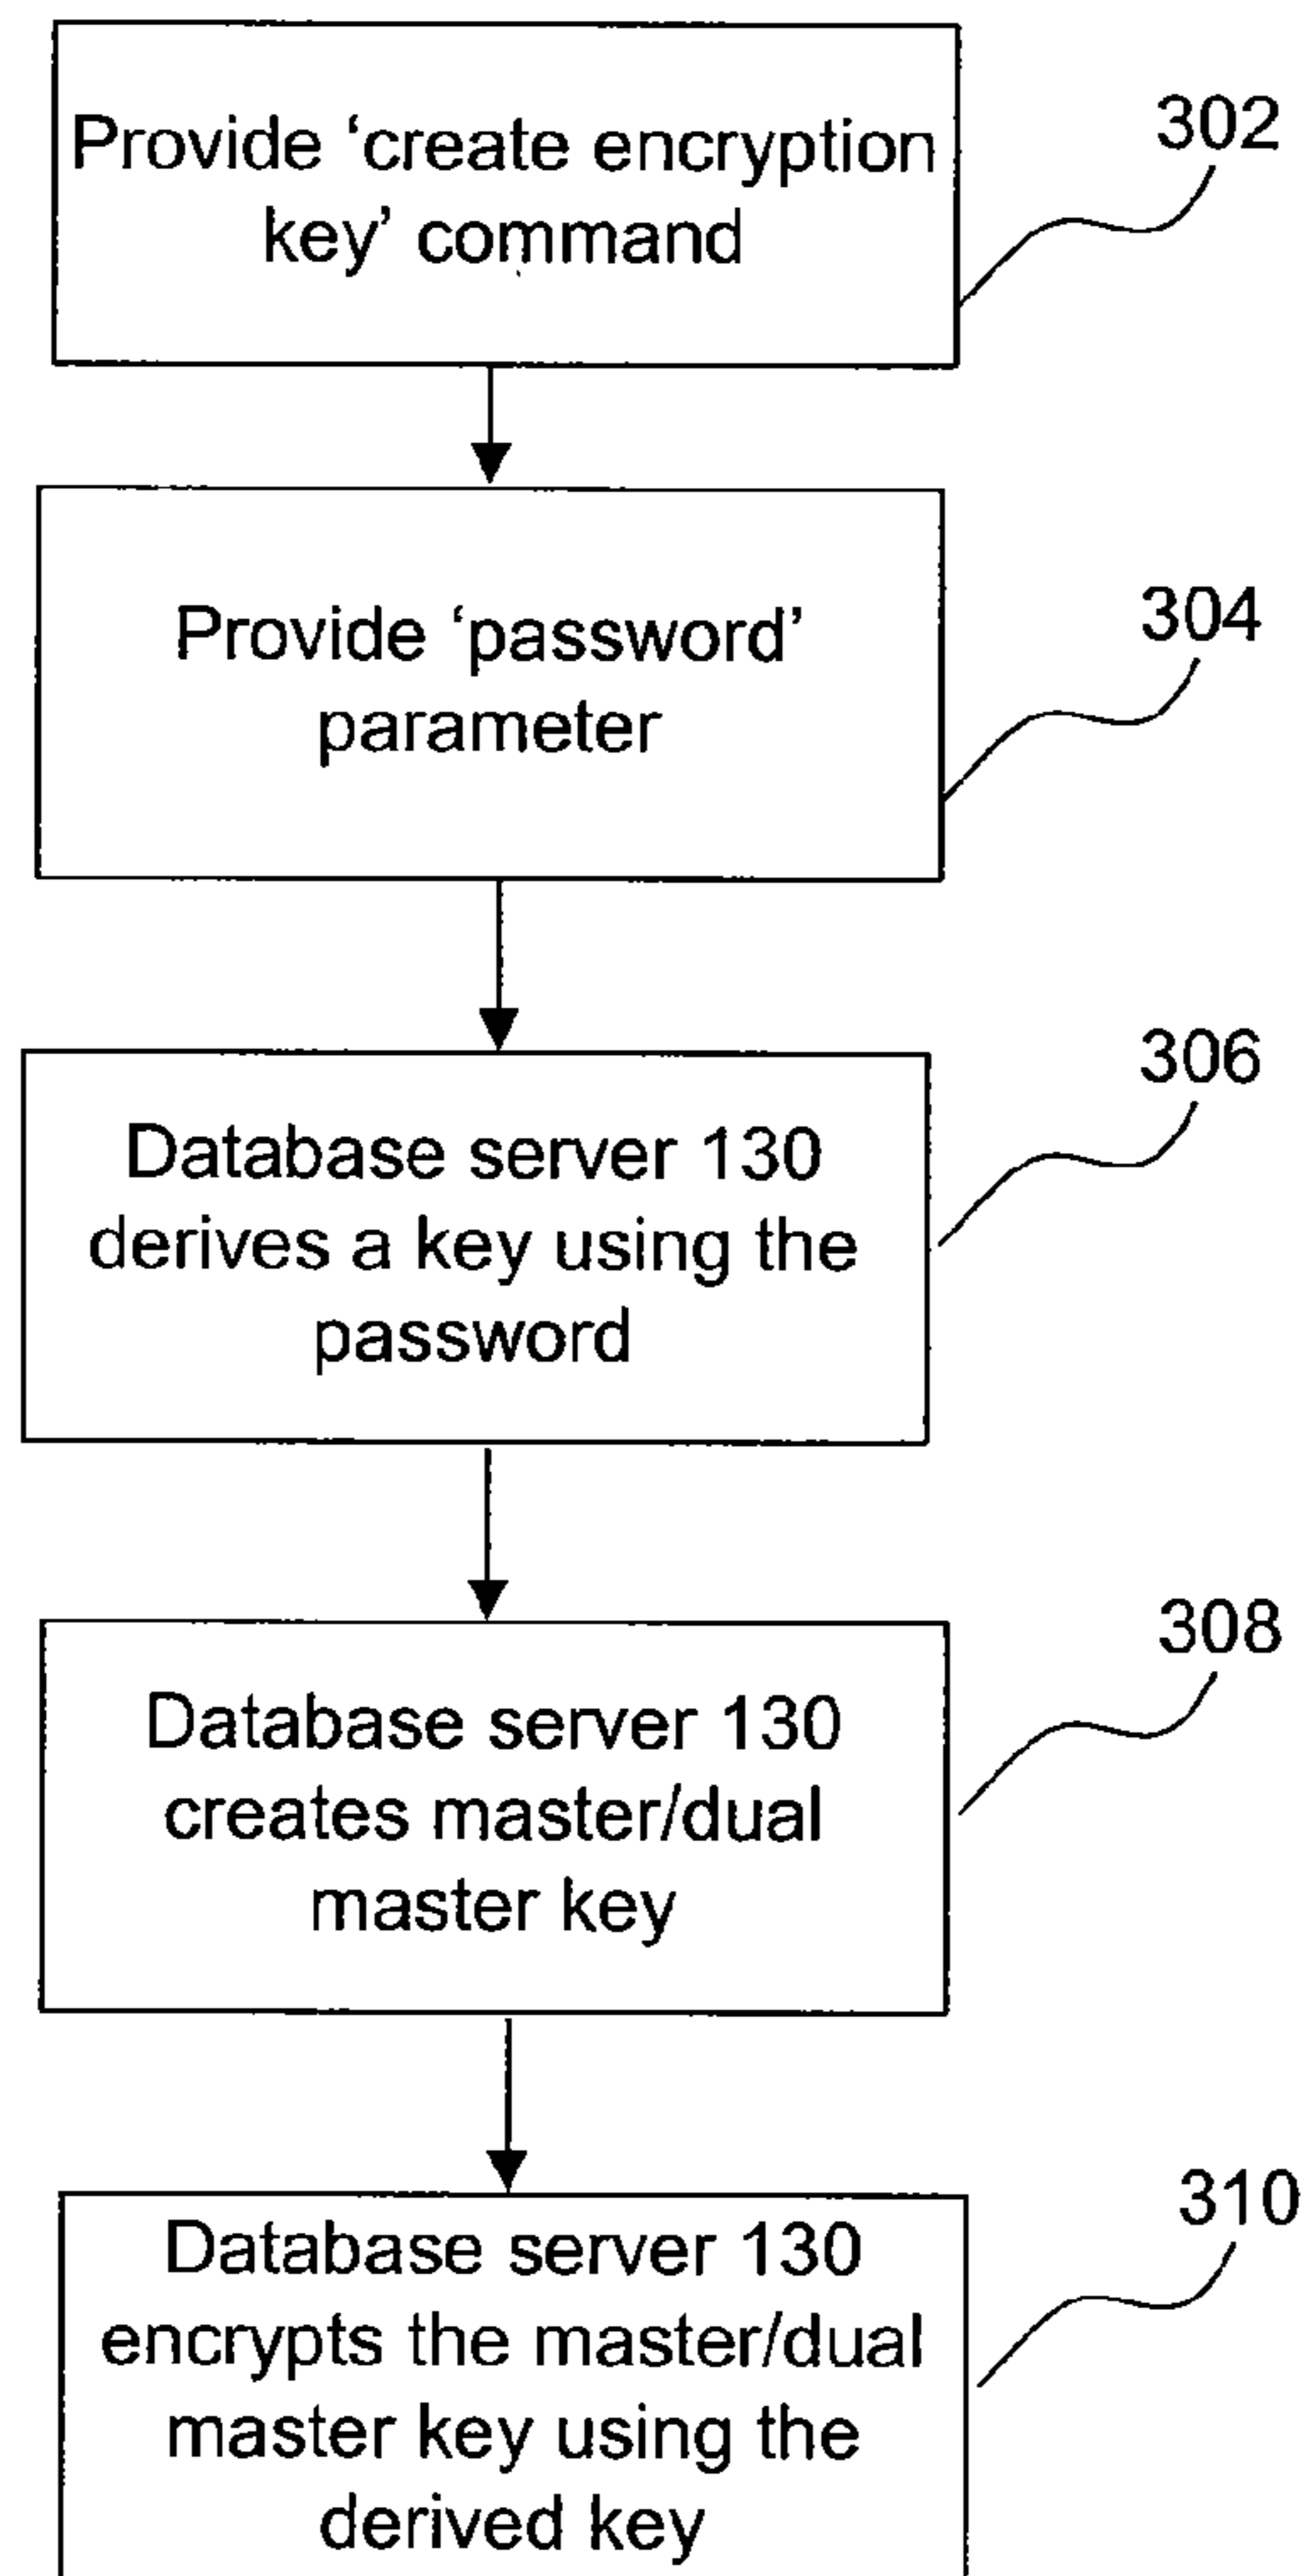 Provide ‘create encryption
key’ command
302
Provide ‘password’
parameter
304
Database server 130
derives a key using the
password
306
Database server 130
creates master/dual
master key
308
Database server 130
encrypts the master/dual
master key using the
derived key
310